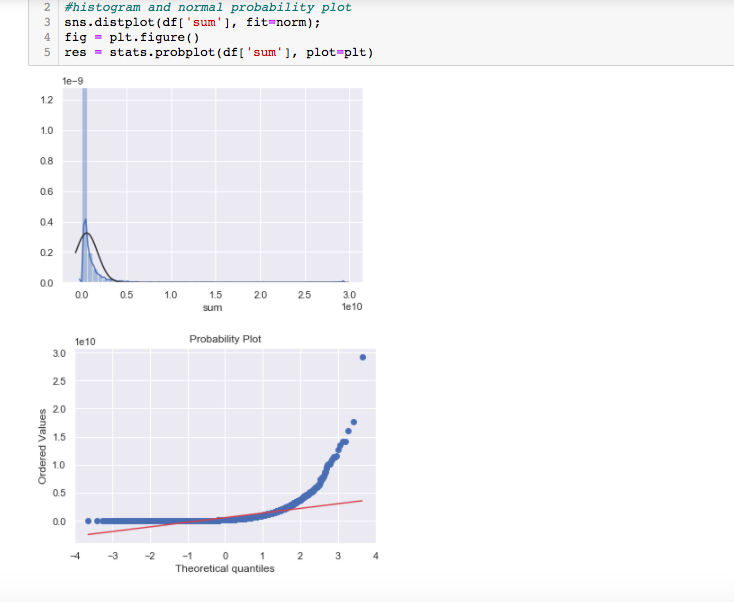 2 #histogram and normal probability plot
3 sns.distplot(df['sum'], fit=norm);
4 fig = plt.figure()
5 res = stats.probplot(df['sum'], plot=plt)
1e−9
1.2
1.0
0.8
0.6
0.4
0.2
0.0
0.0 0.5 1.0 1.5 2.0 2.5 3.0
sum 1e10
1e10 Probability Plot
3.0
2.5
2.0
1.5
1.0
0.5
0.0
Ordered Values
−4 −3 −2 −1 0 1 2 3 4
Theoretical quantiles